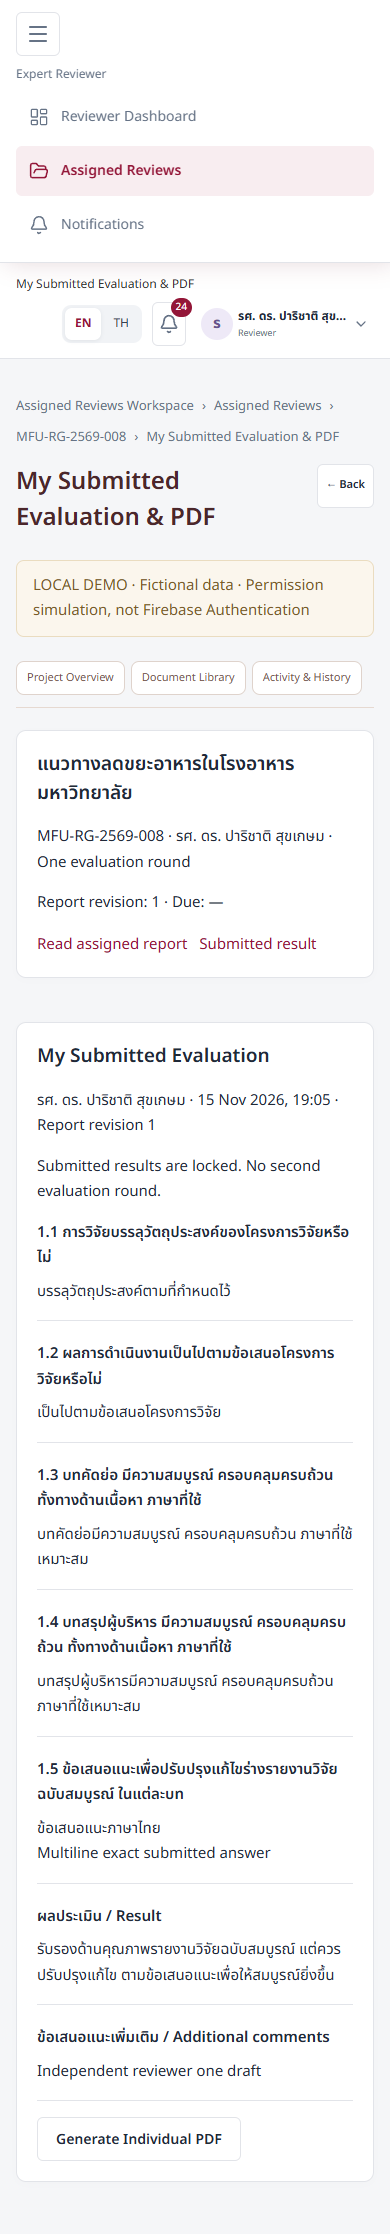 Expert Reviewer
Reviewer Dashboard
Assigned Reviews
Notifications
My Submitted Evaluation & PDF
EN TH 24 S รศ. ดร. ปาริชาติ สุข...
Reviewer
Assigned Reviews Workspace › Assigned Reviews ›
MFU-RG-2569-008 › My Submitted Evaluation & PDF
My Submitted
Evaluation & PDF
← Back
LOCAL DEMO · Fictional data · Permission
simulation, not Firebase Authentication
Project Overview Document Library Activity & History
แนวทางลดขยะอาหารในโรงอาหาร
มหาวิทยาลัย
MFU-RG-2569-008 · รศ. ดร. ปาริชาติ สุขเกษม ·
One evaluation round
Report revision: 1 · Due: —
Read assigned report Submitted result
My Submitted Evaluation
รศ. ดร. ปาริชาติ สุขเกษม · 15 Nov 2026, 19:05 ·
Report revision 1
Submitted results are locked. No second
evaluation round.
1.1 การวิจัยบรรลุวัตถุประสงค์ของโครงการวิจัยหรือ
ไม่
บรรลุวัตถุประสงค์ตามที่กำหนดไว้
1.2 ผลการดำเนินงานเป็นไปตามข้อเสนอโครงการ
วิจัยหรือไม่
เป็นไปตามข้อเสนอโครงการวิจัย
1.3 บทคัดย่อ มีความสมบูรณ์ ครอบคลุมครบถ้วน
ทั้งทางด้านเนื้อหา ภาษาที่ใช้
บทคัดย่อมีความสมบูรณ์ ครอบคลุมครบถ้วน ภาษาที่ใช้
เหมาะสม
1.4 บทสรุปผู้บริหาร มีความสมบูรณ์ ครอบคลุมครบ
ถ้วน ทั้งทางด้านเนื้อหา ภาษาที่ใช้
บทสรุปผู้บริหารมีความสมบูรณ์ ครอบคลุมครบถ้วน
ภาษาที่ใช้เหมาะสม
1.5 ข้อเสนอแนะเพื่อปรับปรุงแก้ไขร่างรายงานวิจัย
ฉบับสมบูรณ์ ในแต่ละบท
ข้อเสนอแนะภาษาไทย
Multiline exact submitted answer
ผลประเมิน / Result
รับรองด้านคุณภาพรายงานวิจัยฉบับสมบูรณ์ แต่ควร
ปรับปรุงแก้ไข ตามข้อเสนอแนะเพื่อให้สมบูรณ์ยิ่งขึ้น
ข้อเสนอแนะเพิ่มเติม / Additional comments
Independent reviewer one draft
Generate Individual PDF